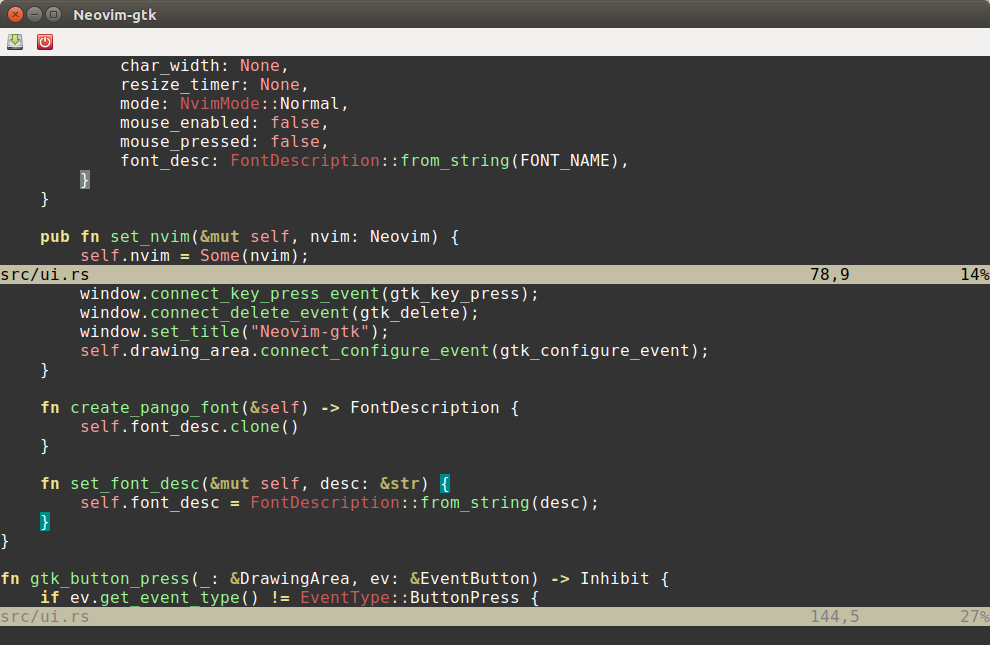 Neovim-gtk
            char_width: None,
            resize_timer: None,
            mode: NvimMode::Normal,
            mouse_enabled: false,
            mouse_pressed: false,
            font_desc: FontDescription::from_string(FONT_NAME),
        }
    }

    pub fn set_nvim(&mut self, nvim: Neovim) {
        self.nvim = Some(nvim);
src/ui.rs 78,9 14%
        window.connect_key_press_event(gtk_key_press);
        window.connect_delete_event(gtk_delete);
        window.set_title("Neovim-gtk");
        self.drawing_area.connect_configure_event(gtk_configure_event);
    }

    fn create_pango_font(&self) -> FontDescription {
        self.font_desc.clone()
    }

    fn set_font_desc(&mut self, desc: &str) {
        self.font_desc = FontDescription::from_string(desc);
    }
}

fn gtk_button_press(_: &DrawingArea, ev: &EventButton) -> Inhibit {
    if ev.get_event_type() != EventType::ButtonPress {
src/ui.rs 144,5 27%